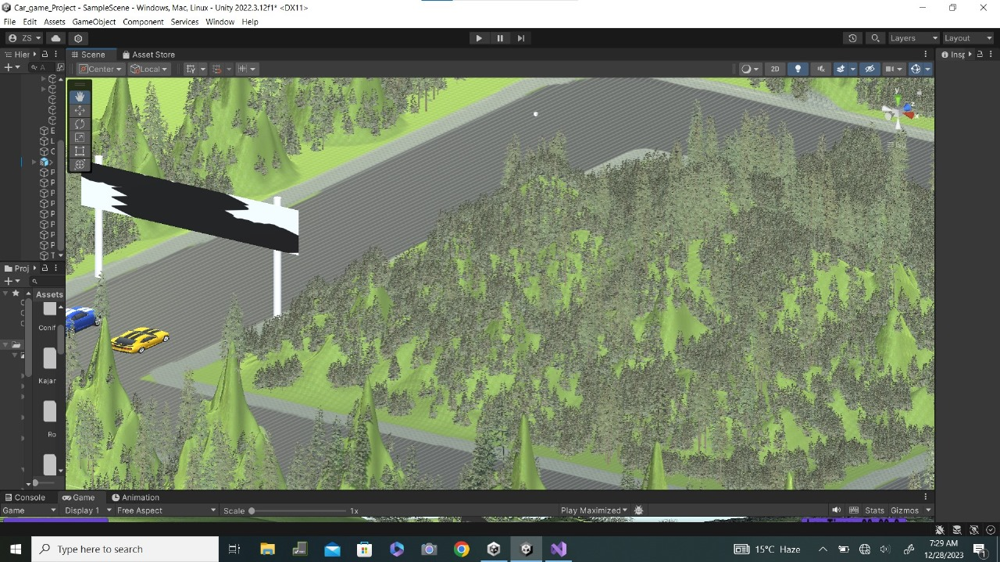 Car_game_Project - SampleScene - Windows, Mac, Linux - Unity 2022.3.12f1* <DX11>
File Edit Assets GameObject Component Services Window Help
ZS Layers Layout
Hier Scene Asset Store Insp
Center Local 2D
E
L
C
P
P
P
P
P
P
P
P
T
Proj
Assets
Conif
Kajar
Ro
Console Game Animation
Game Display 1 Free Aspect Scale 1x Play Maximized Stats Gizmos
Type here to search 15°C Haze 7:29 AM
12/28/2023